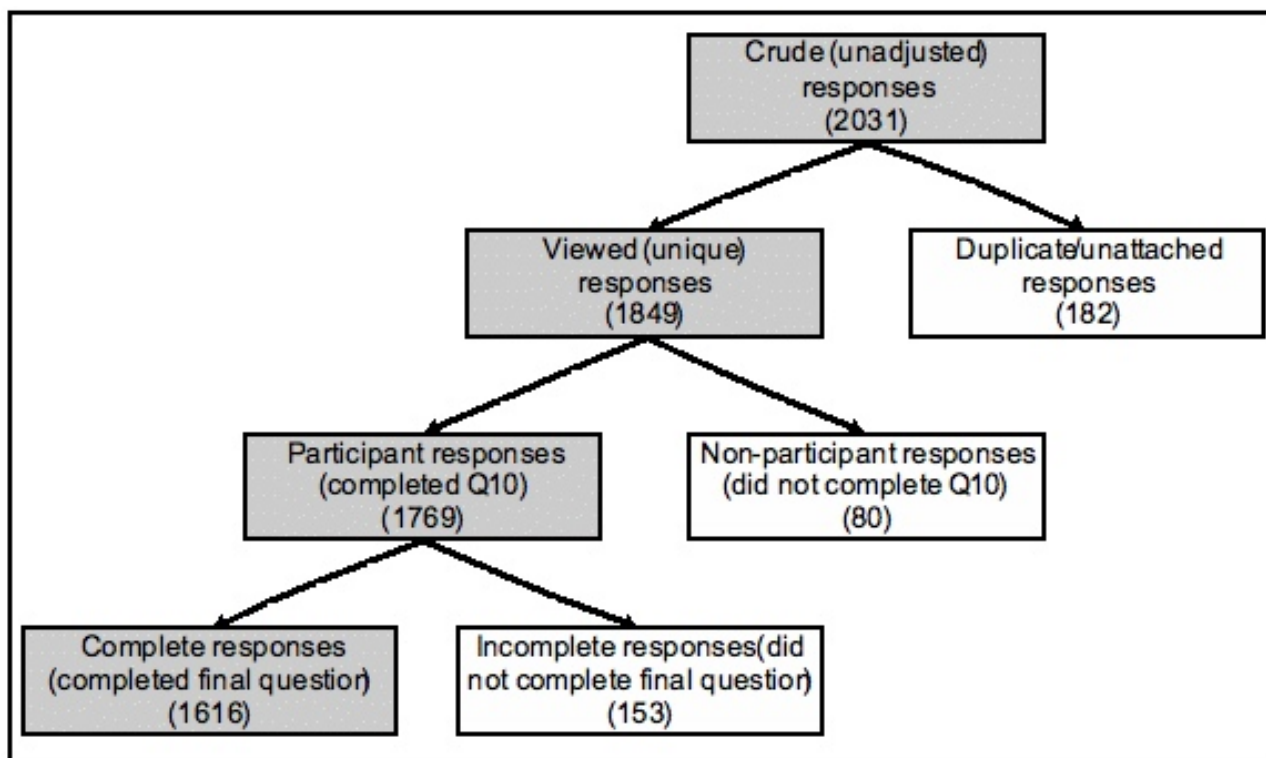 Crude (unadjusted)
responses
(2031)
Viewed (unique)
responses
(1849)
Duplicate/unattached
responses
(182)
Participant responses
(completed Q10)
(1769)
Non-participant responses
(did not complete Q10)
(80)
Complete responses
(completed final question)
(1616)
Incomplete responses(did
not complete final question)
(153)